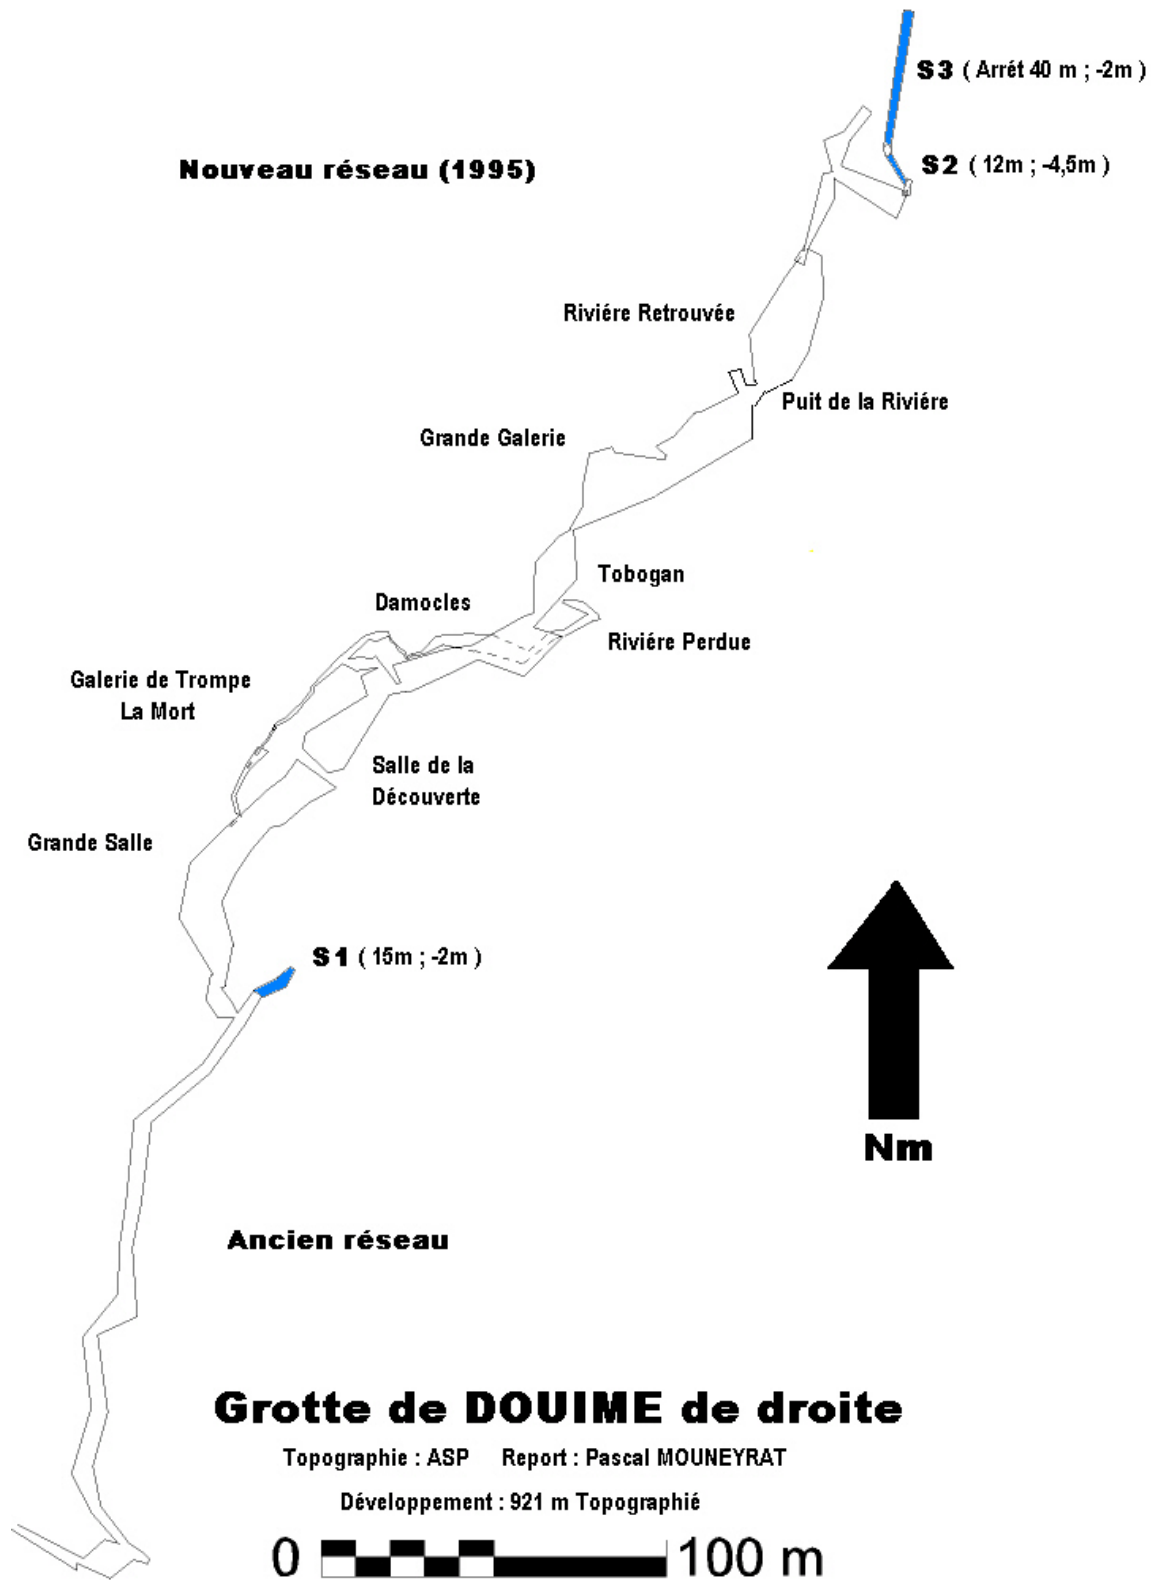 S3 ( Arrét 40 m ; -2m )
S2 ( 12m ; -4,5m )
Nouveau réseau (1995)
Riviére Retrouvée
Puit de la Riviére
Grande Galerie
Tobogan
Damocles
Riviére Perdue
Galerie de Trompe
La Mort
Salle de la
Découverte
Grande Salle
S1 ( 15m ; -2m )
Nm
Ancien réseau
Grotte de DOUIME de droite
Topographie : ASP Report : Pascal MOUNEYRAT
Développement : 921 m Topographié
0 100 m